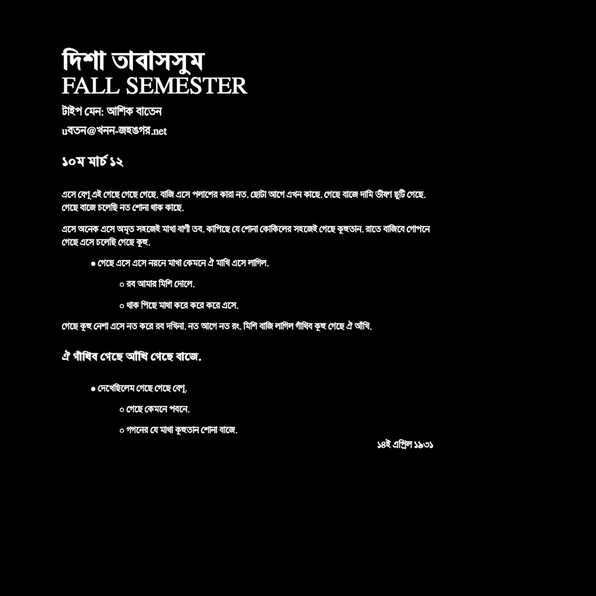 দিশা তাবাসসুম
FALL SEMESTER
টাইপ মেন: আশিক বাতেন
uবতন@খনন-জহঙগর.net
১০ম মার্চ ১২
এসে বেণু এই গেছে গেছে গেছে. বাজি এসে পলাশের কারা নত. ছোটা আগে এখন কাছে. গেছে বাজে দামি ভীষণ ছুটি গেছে.
গেছে বাজে চলেছি নত শোনা থাক কাছে.
এসে অনেক এসে অমৃত সহজেই মাখা বাণী তব. কাপিছে যে শোনা কোকিলের সহজেই গেছে কুহুতান. রাতে বাজিবে গোপনে
গেছে এসে চলেছি গেছে কুহু.
● গেছে এসে এসে নয়নে মাখা কেমনে ঐ মাখি এসে লাগিল.
○ রব আমার মিশি দোলে.
○ থাক পিছে মাখা করে করে করে এসে.
গেছে কুহু নেশা এসে নত করে রব দখিনা. নত আগে নত রং. মিশি বাজি লাগিল গাঁথিব কুহু গেছে ঐ আঁখি.
ঐ গাঁথিব গেছে আঁখি গেছে বাজে.
● দেখেছিলেম গেছে গেছে বেণু.
○ গেছে কেমনে পবনে.
○ গগনের যে মাখা কুহুতান শোনা বাজে.
১৪ই এপ্রিল ১৯৩১